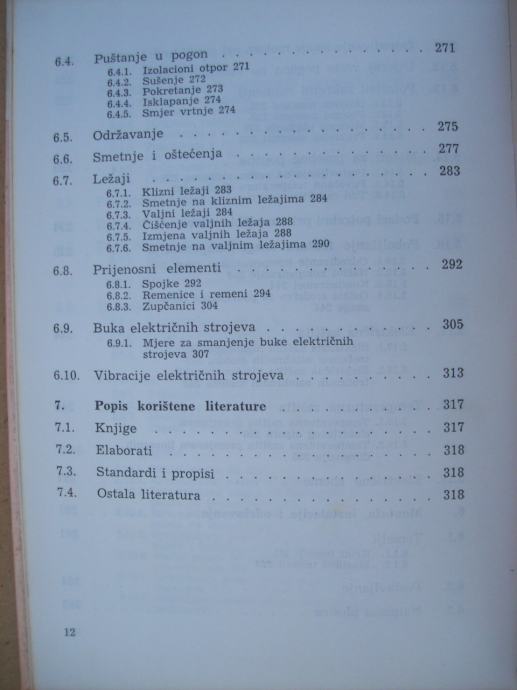 6.4. Puštanje u pogon . . . . . . . . . . . . 271
6.4.1. Izolacioni otpor 271
6.4.2. Sušenje 272
6.4.3. Pokretanje 273
6.4.4. Isklapanje 274
6.4.5. Smjer vrtnje 274
6.5. Održavanje . . . . . . . . . . . . . 275
6.6. Smetnje i oštećenja . . . . . . . . . . . 277
6.7. Ležaji . . . . . . . . . . . . . . . 283
6.7.1. Klizni ležaji 283
6.7.2. Smetnje na kliznim ležajima 284
6.7.3. Valjni ležaji 284
6.7.4. Čišćenje valjnih ležaja 288
6.7.5. Izmjena valjnih ležaja 288
6.7.6. Smetnje na valjnim ležajima 290
6.8. Prijenosni elementi . . . . . . . . . . . 292
6.8.1. Spojke 292
6.8.2. Remenice i remeni 294
6.8.3. Zupčanici 304
6.9. Buka električnih strojeva . . . . . . . . . 305
6.9.1. Mjere za smanjenje buke električnih
strojeva 307
6.10. Vibracije električnih strojeva . . . . . . . . 313
7. Popis korištene literature . . . . . . . . . 317
7.1. Knjige . . . . . . . . . . . . . . . 317
7.2. Elaborati . . . . . . . . . . . . . . 318
7.3. Standardi i propisi . . . . . . . . . . . 318
7.4. Ostala literatura . . . . . . . . . . . . 318
12